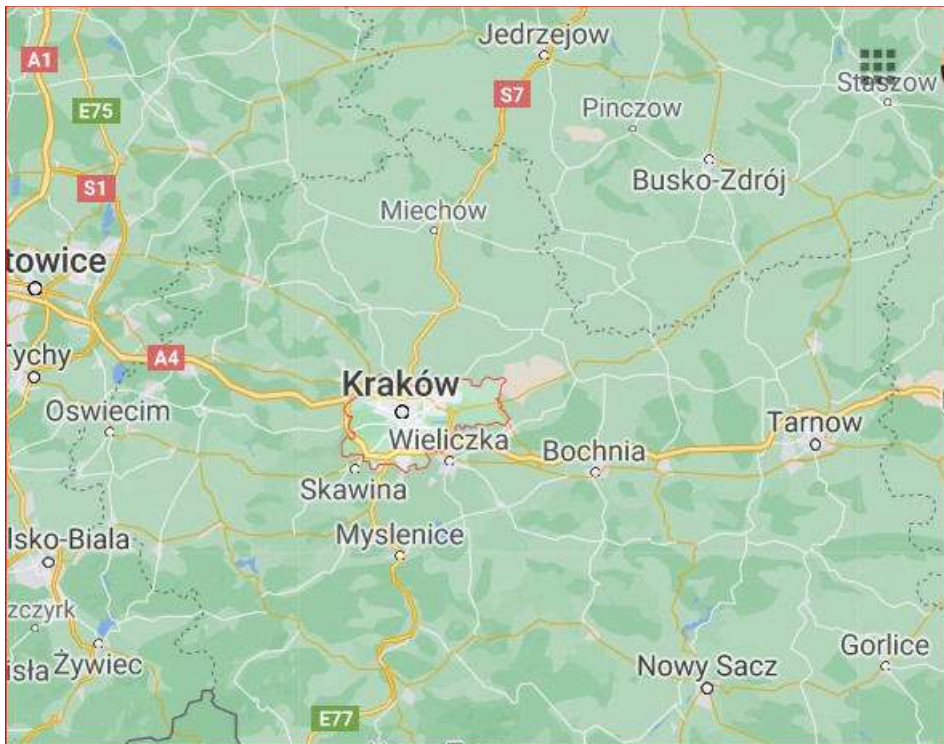 Jedrzejow
A1
Staszow
S7
E75
Pinczow
Busko-Zdrój
S1
Miechów
towice
A4
Tychy
Kraków
Oswiecim
Tarnow
Wieliczka
Bochnia
Skawina
Myslenice
lsko-Biala
zczyrk
Gorlice
isła
Żywiec
Nowy Sacz
E77